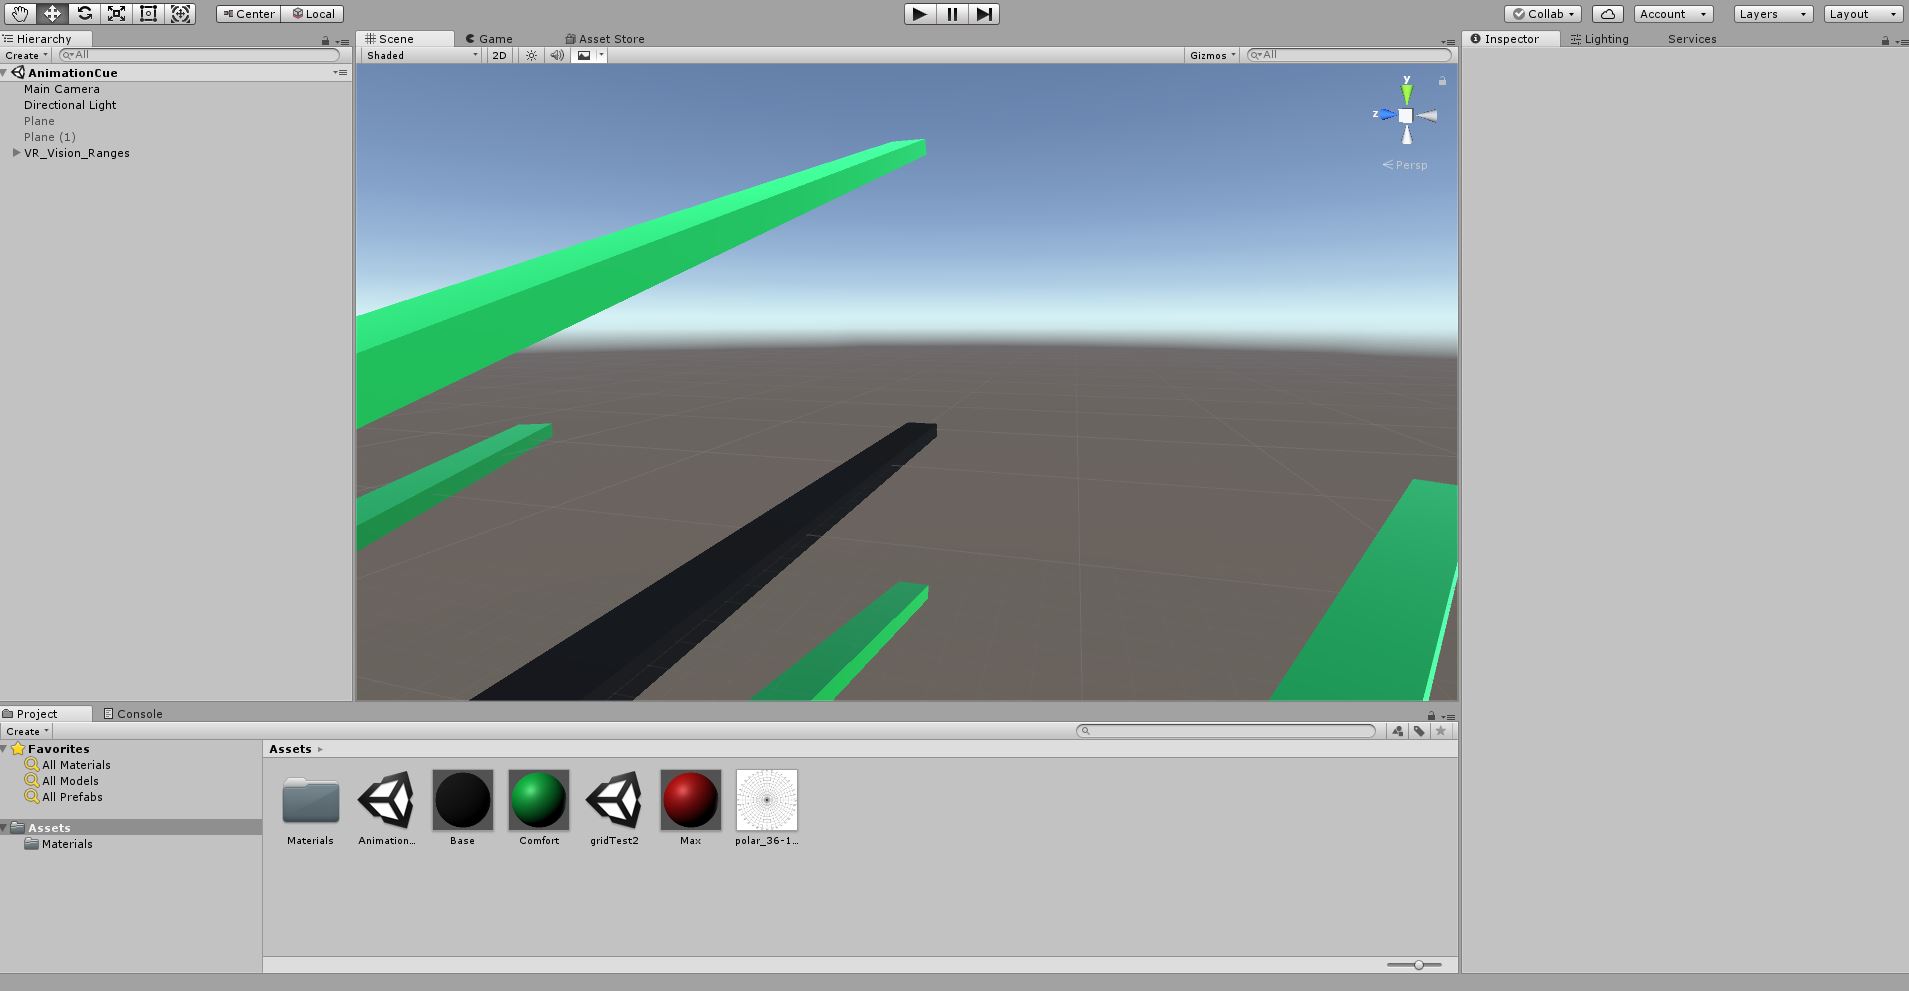 Center Local
Collab Account Layers Layout
Hierarchy
Create All
AnimationCue
Main Camera
Directional Light
Plane
Plane (1)
VR_Vision_Ranges
Scene Game Asset Store
Shaded 2D Gizmos All
y
z
Persp
Inspector Lighting Services
Project Console
Create
Favorites
All Materials
All Models
All Prefabs
Assets
Materials
Assets
Materials Animation... Base Comfort gridTest2 Max polar_36-1...